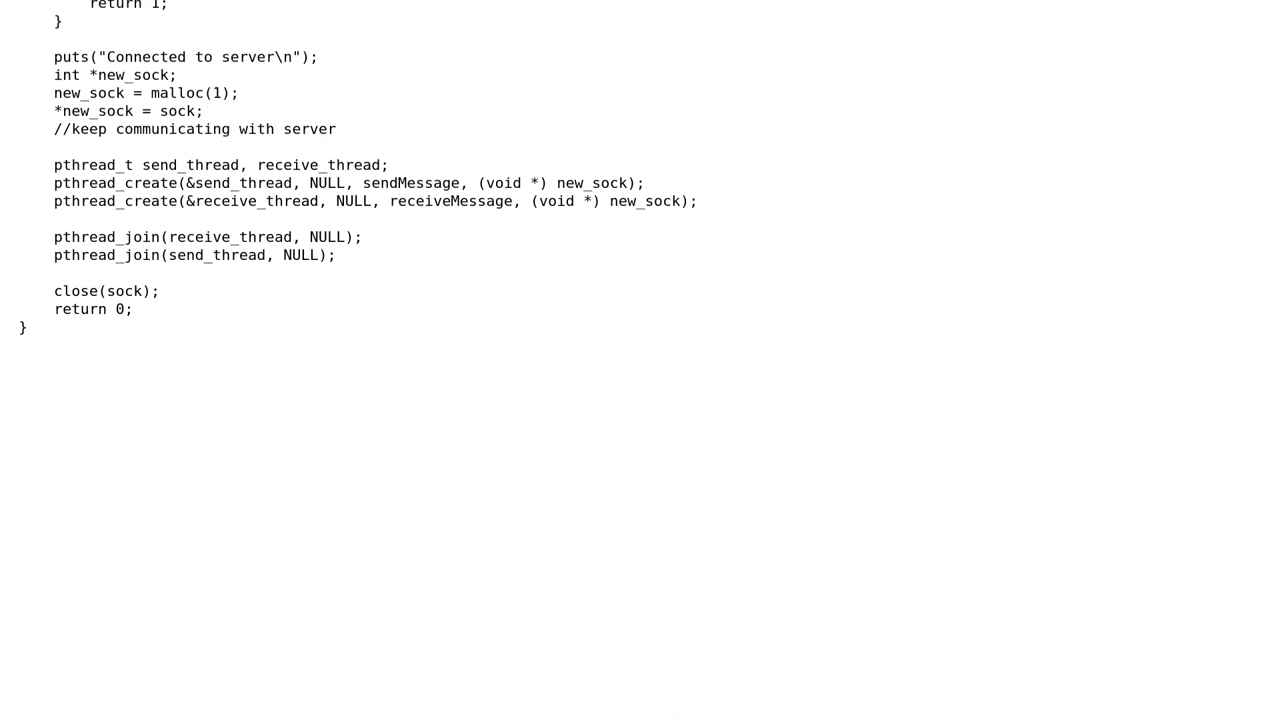 return 1;
}
puts("Connected to server\n");
int *new_sock;
new_sock = malloc(1);
*new_sock = sock;
//keep communicating with server
pthread_t send_thread, receive_thread;
pthread_create(&send_thread, NULL, sendMessage, (void *) new_sock);
pthread_create(&receive_thread, NULL, receiveMessage, (void *) new_sock);
pthread_join(receive_thread, NULL);
pthread_join(send_thread, NULL);
close(sock);
return 0;
}